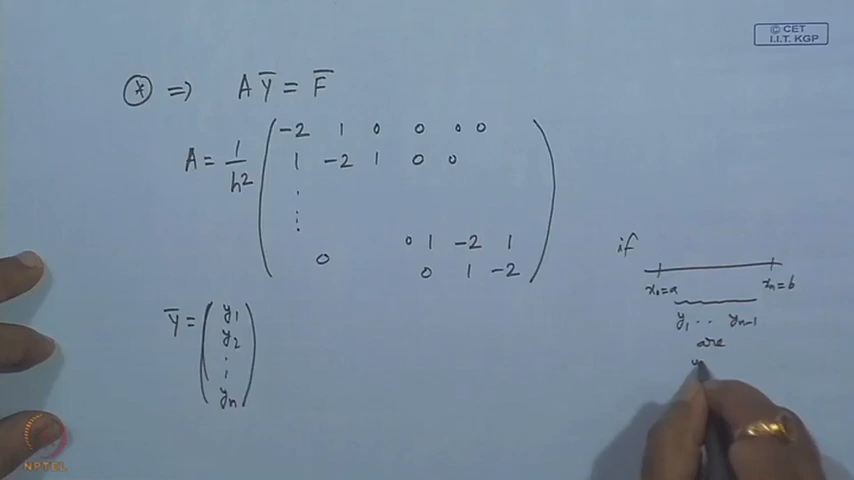 © CET
I.I.T. KGP
* ⇒ A Y̅ = F̅
A = 1/h² ( -2 1 0 0 0 0
1 -2 1 0 0
.
:
0 1 -2 1
0 0 1 -2 )
if
x₀=a xₙ=b
y₁ .. yₙ₋₁
are
Y̅ = ( y₁
y₂
:
yₙ )
NPTEL